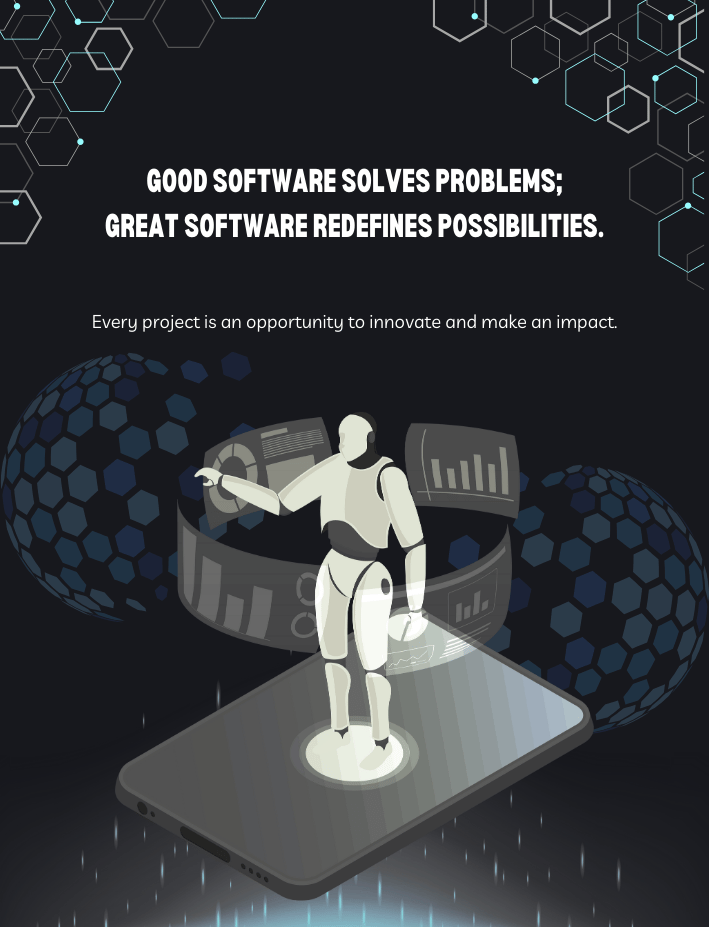 GOOD SOFTWARE SOLVES PROBLEMS;
GREAT SOFTWARE REDEFINES POSSIBILITIES.
Every project is an opportunity to innovate and make an impact.